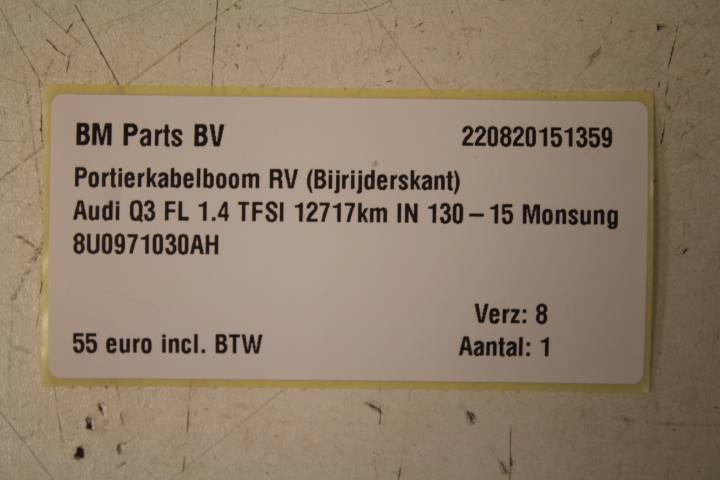 BM Parts BV 220820151359
Portierkabelboom RV (Bijrijderskant)
Audi Q3 FL 1.4 TFSI 12717km IN 130 – 15 Monsung
8U0971030AH
Verz: 8
55 euro incl. BTW Aantal: 1